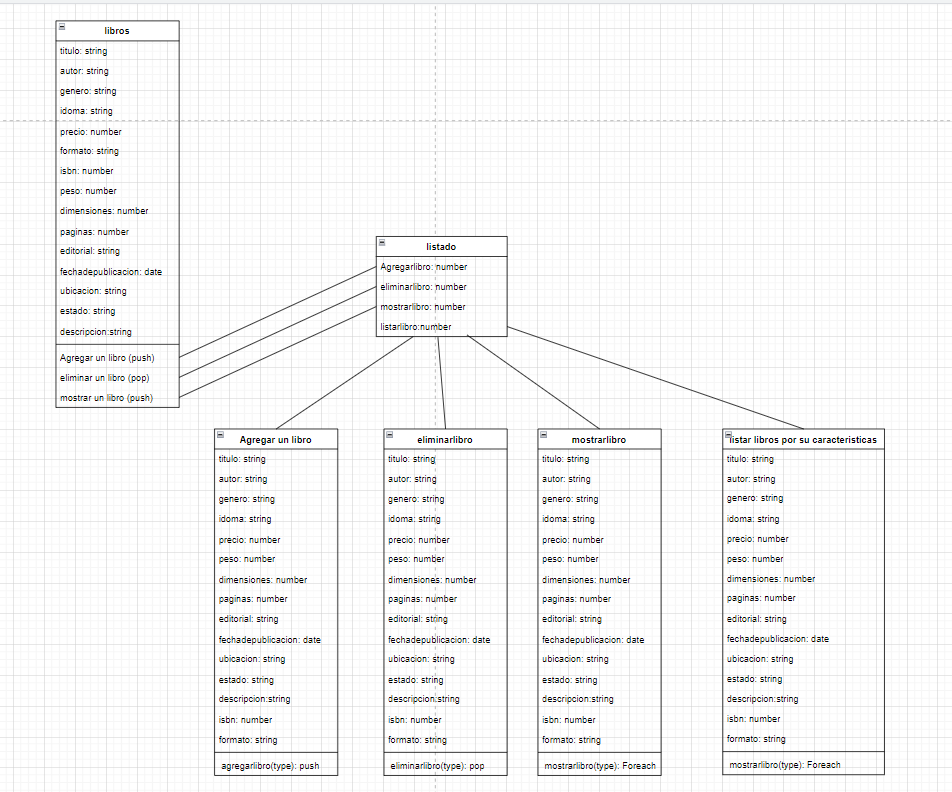 libros
titulo: string
autor: string
genero: string
idoma: string
precio: number
formato: string
isbn: number
peso: number
dimensiones: number
paginas: number
editorial: string
fechadepublicacion: date
ubicacion: string
estado: string
descripcion:string
Agregar un libro (push)
eliminar un libro (pop)
mostrar un libro (push)
listado
Agregarlibro: number
eliminarlibro: number
mostrarlibro: number
listarlibro:number
Agregar un libro
titulo: string
autor: string
genero: string
idoma: string
precio: number
peso: number
dimensiones: number
paginas: number
editorial: string
fechadepublicacion: date
ubicacion: string
estado: string
descripcion:string
isbn: number
formato: string
agregarlibro(type): push
eliminarlibro
titulo: string
autor: string
genero: string
idoma: string
precio: number
peso: number
dimensiones: number
paginas: number
editorial: string
fechadepublicacion: date
ubicacion: string
estado: string
descripcion:string
isbn: number
formato: string
eliminarlibro(type): pop
mostrarlibro
titulo: string
autor: string
genero: string
idoma: string
precio: number
peso: number
dimensiones: number
paginas: number
editorial: string
fechadepublicacion: date
ubicacion: string
estado: string
descripcion:string
isbn: number
formato: string
mostrarlibro(type): Foreach
listar libros por su caracteristicas
titulo: string
autor: string
genero: string
idoma: string
precio: number
peso: number
dimensiones: number
paginas: number
editorial: string
fechadepublicacion: date
ubicacion: string
estado: string
descripcion:string
isbn: number
formato: string
mostrarlibro(type): Foreach